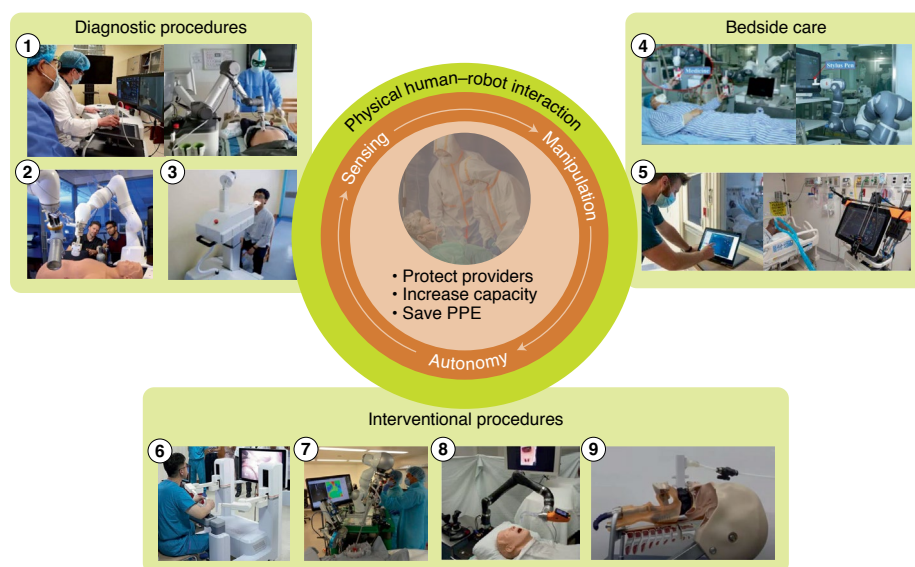 Diagnostic procedures
1
2
3
Bedside care
4
Medicine
Stylus Pen
5
Physical human–robot interaction
Sensing
Manipulation
Autonomy
• Protect providers
• Increase capacity
• Save PPE
Interventional procedures
6
7
8
9